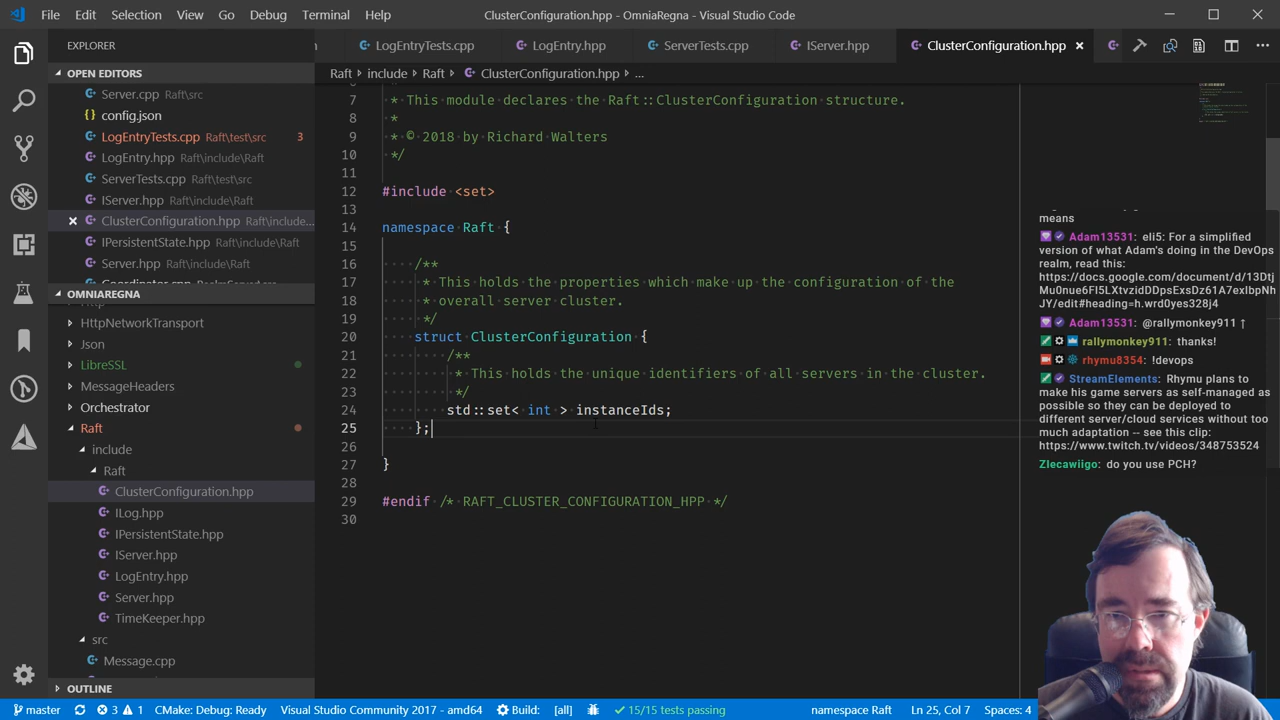 File Edit Selection View Go Debug Terminal Help
ClusterConfiguration.hpp - OmniaRegna - Visual Studio Code
EXPLORER
OPEN EDITORS
Server.cpp Raft\src
config.json
LogEntryTests.cpp Raft\test\src 3
LogEntry.hpp Raft\include\Raft
ServerTests.cpp Raft\test\src
IServer.hpp Raft\include\Raft
ClusterConfiguration.hpp Raft\include...
IPersistentState.hpp Raft\include\Raft
Server.hpp Raft\include\Raft
OMNIAREGNA
HttpNetworkTransport
Json
LibreSSL
MessageHeaders
Orchestrator
Raft
include
Raft
ClusterConfiguration.hpp
ILog.hpp
IPersistentState.hpp
IServer.hpp
LogEntry.hpp
Server.hpp
TimeKeeper.hpp
src
Message.cpp
OUTLINE
LogEntryTests.cpp LogEntry.hpp ServerTests.cpp IServer.hpp ClusterConfiguration.hpp
Raft include Raft ClusterConfiguration.hpp ...
7 * This module declares the Raft::ClusterConfiguration structure.
8 *
9 * © 2018 by Richard Walters
10 */
11
12 #include <set>
13
14 namespace Raft {
15
16 /**
17 * This holds the properties which make up the configuration of the
18 * overall server cluster.
19 */
20 struct ClusterConfiguration {
21 /**
22 * This holds the unique identifiers of all servers in the cluster.
23 */
24 std::set< int > instanceIds;
25 };
26
27 }
28
29 #endif /* RAFT_CLUSTER_CONFIGURATION_HPP */
30
means
Adam13531: eli5: For a simplified
version of what Adam's doing in the DevOps
realm, read this:
https://docs.google.com/document/d/13Dtj
Adam13531: @rallymonkey911 ↑
rallymonkey911: thanks!
rhymu8354: !devops
StreamElements: Rhymu plans to
make his game servers as self-managed as
possible so they can be deployed to
different server/cloud services without too
much adaptation -- see this clip:
https://www.twitch.tv/videos/348753524
Zlecawiigo: do you use PCH?
master 3 1 CMake: Debug: Ready Visual Studio Community 2017 - amd64 Build: [all] 15/15 tests passing namespace Raft Ln 25, Col 7 Spaces: 4